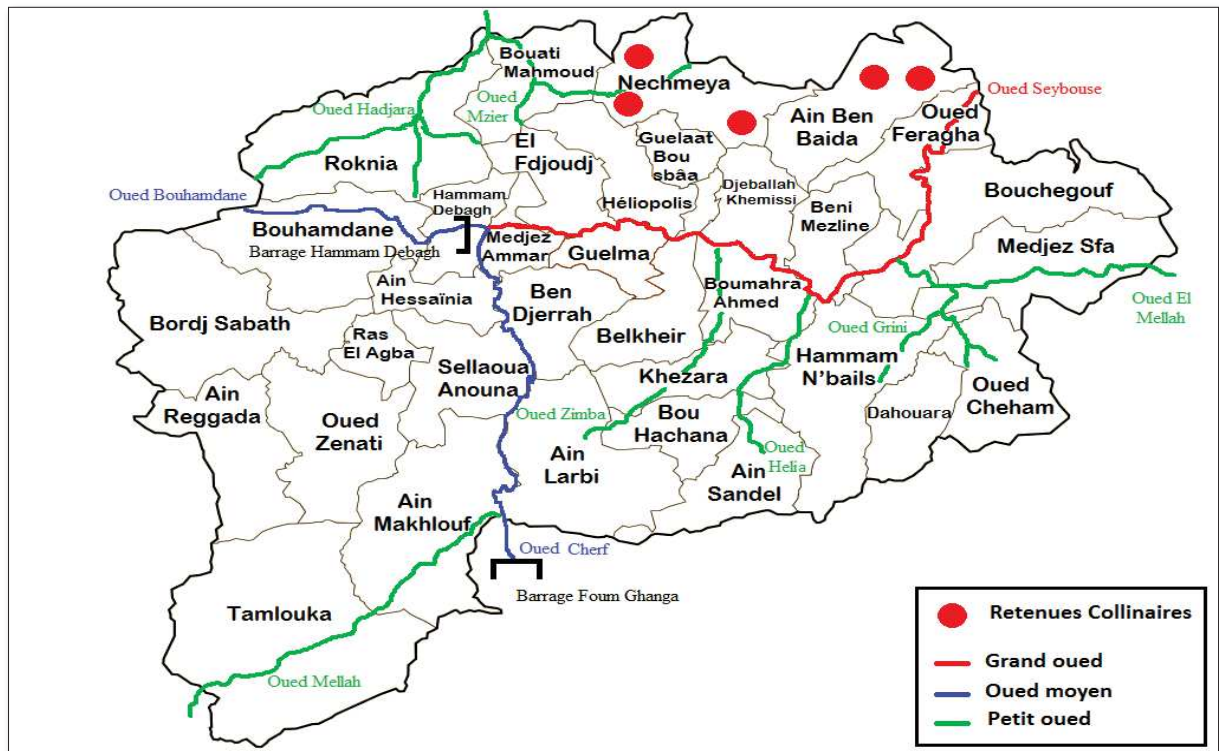 Bouati
Mahmoud
Nechmeya
Oued Seybouse
Oued Hadjara
Oued
Mzier
Ain Ben
Baida
Oued
Feragha
El
Fdjoudj
Guelaat
Bou
sbâa
Roknia
Bouchegouf
Oued Bouhamdane
Hammam
Debagh
Héliopolis
Djeballah
Khemissi
Beni
Mezline
Bouhamdane
Barrage Hammam Debagh
Medjez
Ammar
Guelma
Medjez Sfa
Ain
Hessaïnia
Ben
Djerrah
Boumahra
Ahmed
Oued El
Mellah
Bordj Sabath
Ras
El Agba
Belkheir
Oued Grini
Sellaoua
Anouna
Khezara
Hammam
N'bails
Oued
Cheham
Ain
Reggada
Oued
Zenati
Oued Zimba
Bou
Hachana
Dahouara
Ain
Larbi
Oued
Helia
Ain
Sandel
Ain
Makhlouf
Oued Cherf
Barrage Foum Ghanga
Tamlouka
Oued Mellah
Retenues Collinaires
Grand oued
Oued moyen
Petit oued